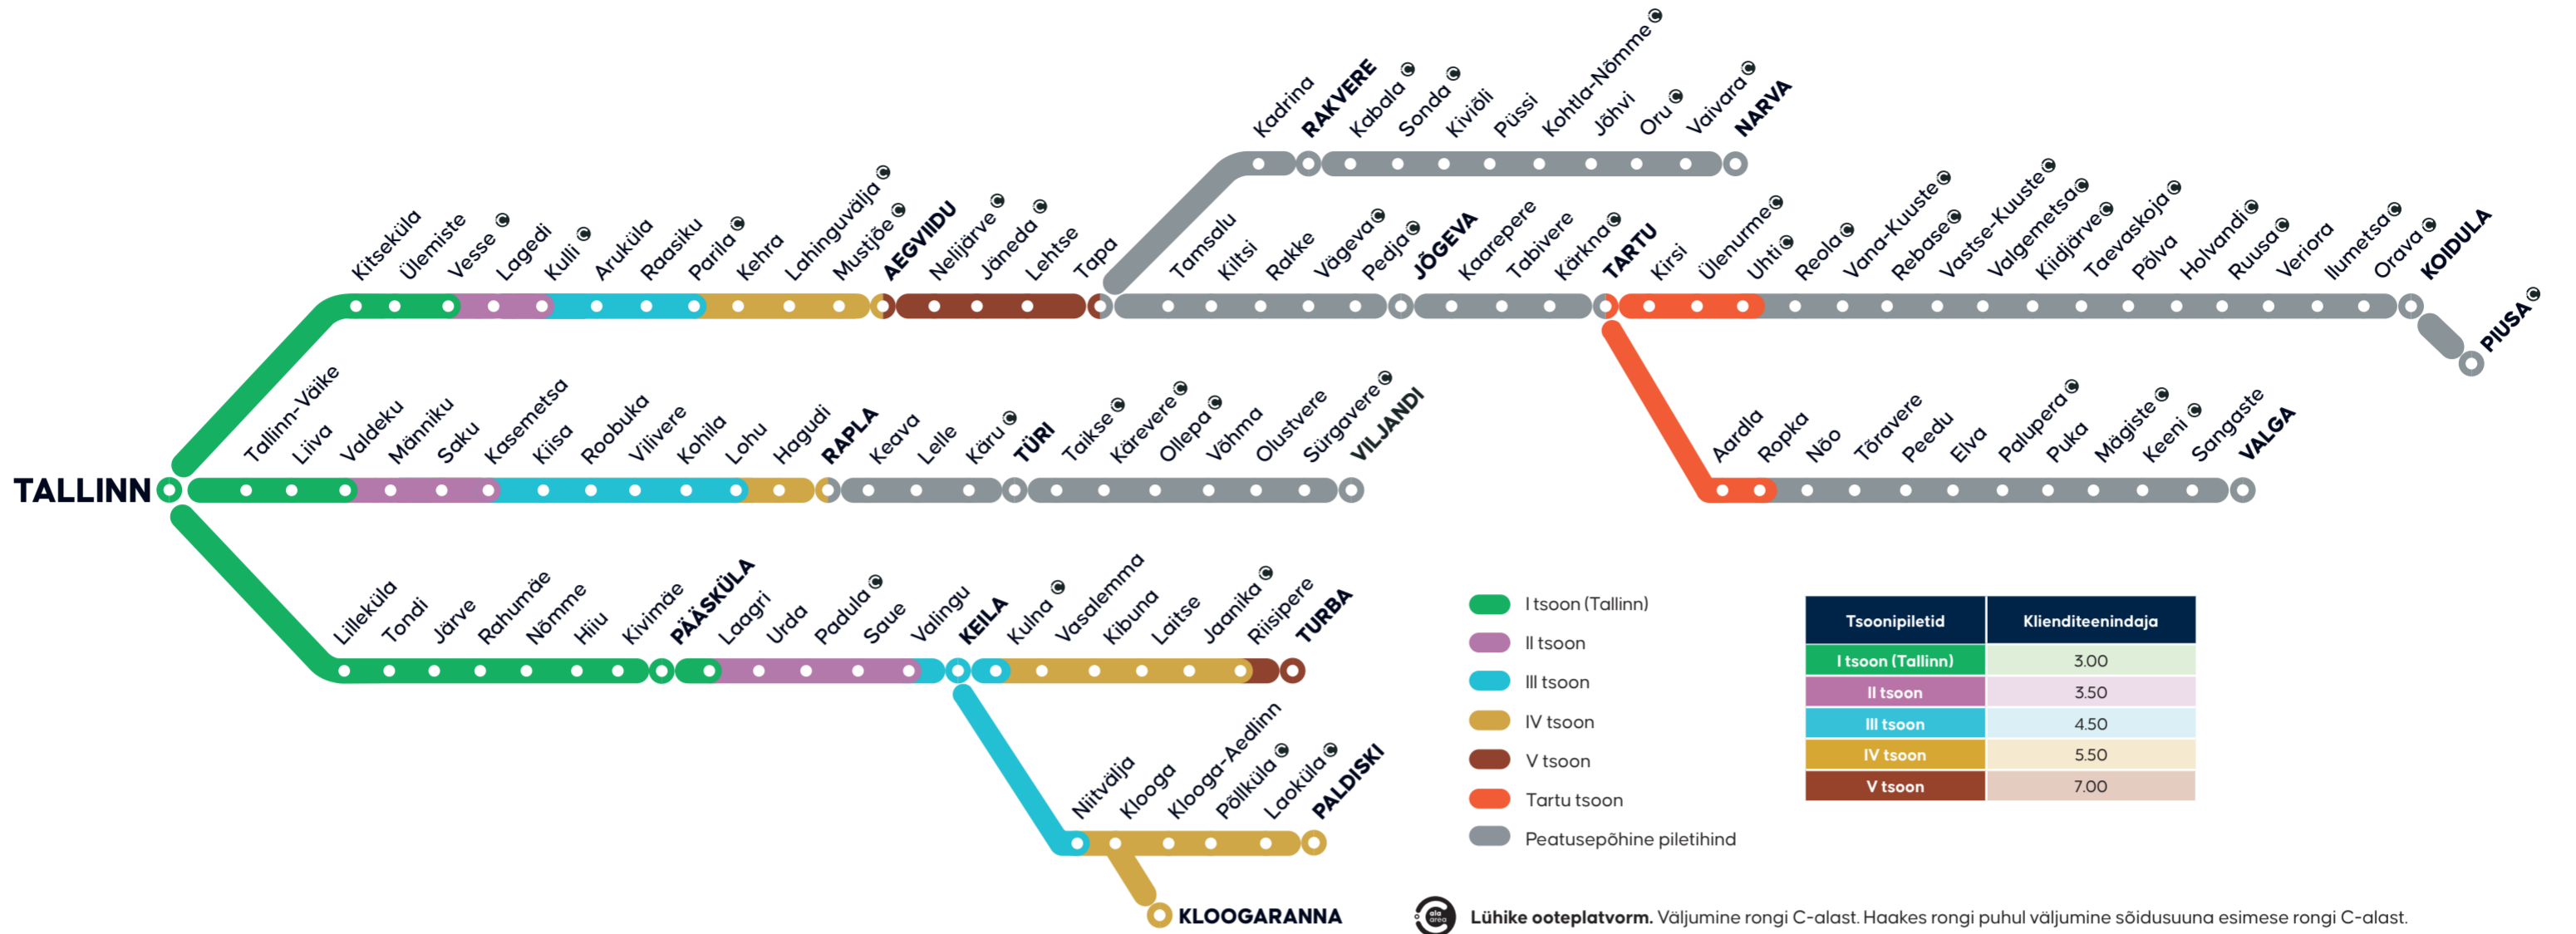 Kadrina
RAKVERE
Kabala C
Sonda C
Kiviõli
Püssi
Kohtla-Nõmme C
Jõhvi
Oru C
Vaivara C
NARVA
Kitseküla
Ülemiste
Vesse C
Lagedi
Kulli C
Aruküla
Raasiku
Parila C
Kehra
Lahinguvälja C
Mustjõe C
AEGVIIDU
Nelijärve C
Jäneda C
Lehtse
Tapa
Tamsalu
Kiltsi
Rakke
Vägeva C
Pedja C
JÕGEVA
Kaarepere
Tabivere
Kärkna C
TARTU
Kirsi
Ülenurme C
Uhti C
Reola C
Vana-Kuuste C
Rebase C
Vastse-Kuuste C
Valgemetsa C
Kiidjärve C
Taevaskoja C
Põlva
Holvandi C
Ruusa C
Veriora
Ilumetsa C
Orava C
KOIDULA
PIUSA C
TALLINN
Tallinn-Väike
Liiva
Valdeku
Männiku
Saku
Kasemetsa
Kiisa
Roobuka
Vilivere
Kohila
Lohu
Hagudi
RAPLA
Keava
Lelle
Käru C
TÜRI
Taikse C
Kärevere C
Ollepa C
Võhma
Olustvere
Sürgavere C
VILJANDI
Aardla
Ropka
Nõo
Tõravere
Peedu
Elva
Palupera C
Puka
Mägiste C
Keeni C
Sangaste
VALGA
Lilleküla
Tondi
Järve
Rahumäe
Nõmme
Hiiu
Kivimäe
PÄÄSKÜLA
Laagri
Urda
Padula C
Saue
Valingu
KEILA
Kulna C
Vasalemma
Kibuna
Laitse
Jaanika C
Riisipere
TURBA
Niitvälja
Klooga
Klooga-Aedlinn
Põllküla C
Laoküla C
PALDISKI
KLOOGARANNA
I tsoon (Tallinn)
II tsoon
III tsoon
IV tsoon
V tsoon
Tartu tsoon
Peatusepõhine piletihind
Tsoonipiletid Klienditeenindaja
I tsoon (Tallinn) 3.00
II tsoon 3.50
III tsoon 4.50
IV tsoon 5.50
V tsoon 7.00
C ala area
Lühike ooteplatvorm. Väljumine rongi C-alast. Haakes rongi puhul väljumine sõidusuuna esimese rongi C-alast.